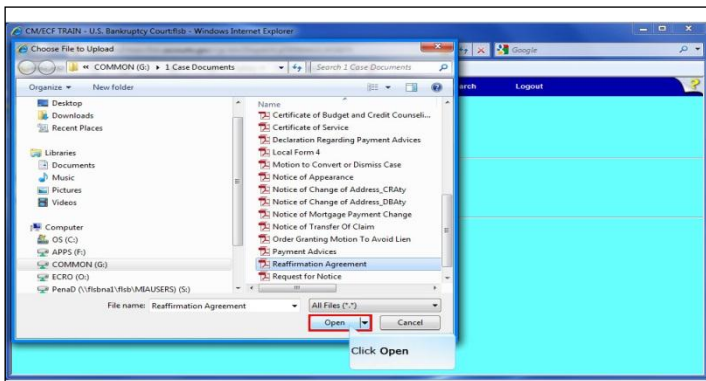 CM/ECF TRAIN - U.S. Bankruptcy Court:flsb - Windows Internet Explorer
Choose File to Upload
Google
COMMON (G:) 1 Case Documents
Search 1 Case Documents
Organize New folder
Logout
Desktop
Downloads
Recent Places
Libraries
Documents
Music
Pictures
Videos
Computer
OS (C:)
APPS (F:)
COMMON (G:)
ECRO (O:)
PenaD (\\flsbna1\flsb\MIAUSERS) (S:)
Name
Certificate of Budget and Credit Counseli...
Certificate of Service
Declaration Regarding Payment Advices
Local Form 4
Motion to Convert or Dismiss Case
Notice of Appearance
Notice of Change of Address_CRAty
Notice of Change of Address_DBAty
Notice of Mortgage Payment Change
Notice of Transfer Of Claim
Order Granting Motion To Avoid Lien
Payment Advices
Reaffirmation Agreement
Request for Notice
File name: Reaffirmation Agreement All Files (*.*)
Open Cancel
Click Open